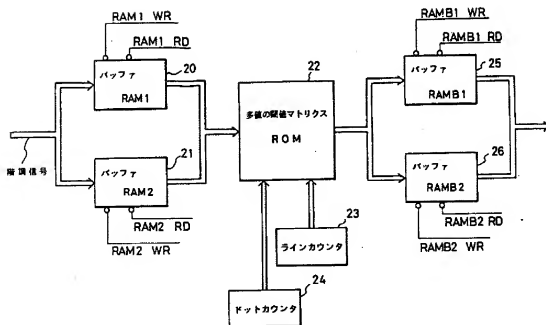 RAM1 WR
RAM1 RD
バッファ
20
RAM1
階調信号
バッファ
21
RAM2
RAM2 RD
RAM2 WR
22
多値の閾値マトリクス
ROM
23
ラインカウンタ
24
ドットカウンタ
RAMB1 WR
RAMB1 RD
バッファ
25
RAMB1
バッファ
26
RAMB2
RAMB2 RD
RAMB2 WR